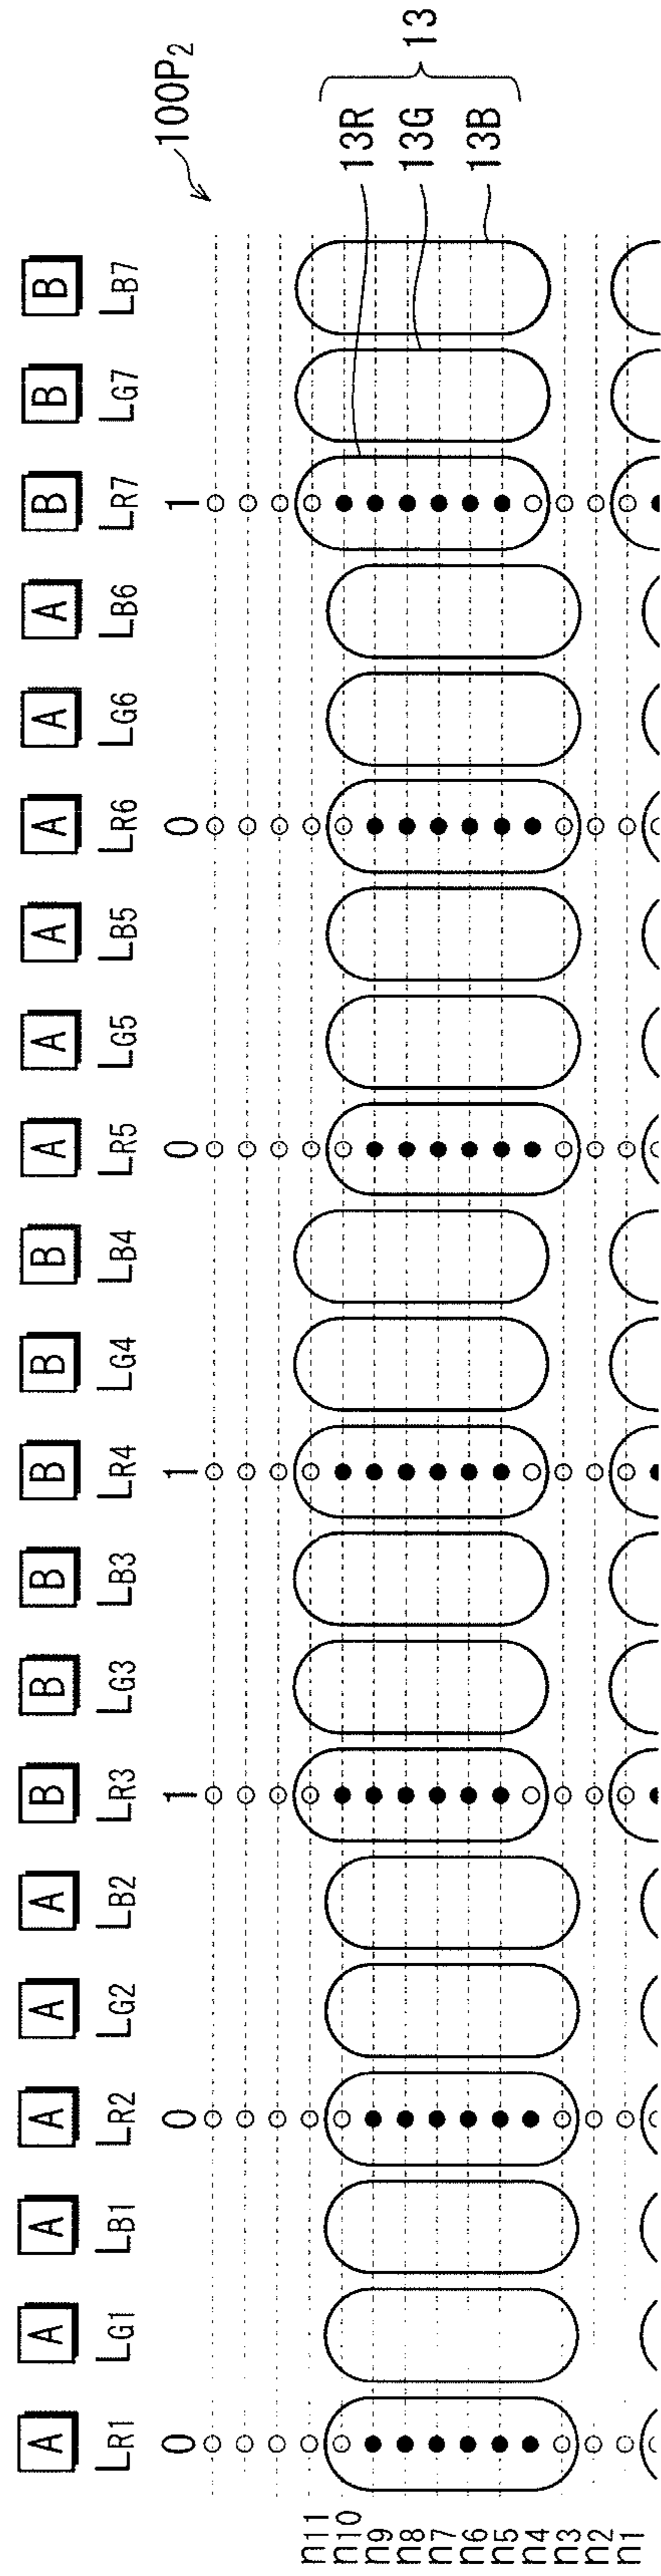 A A A A A A B B B B B B A A A A A A B B B
LR1 LG1 LB1 LR2 LG2 LB2 LR3 LG3 LB3 LR4 LG4 LB4 LR5 LG5 LB5 LR6 LG6 LB6 LR7 LG7 LB7
0 0 1 1 0 0 1
100P2
n11
n10
n9
n8
n7
n6
n5
n4
n3
n2
n1
13R
13G
13B
13